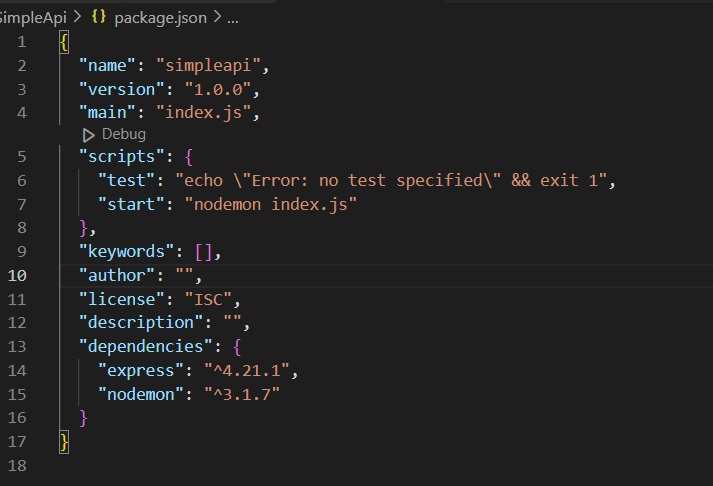 SimpleApi > {} package.json > ...
1 {
2 "name": "simpleapi",
3 "version": "1.0.0",
4 "main": "index.js",
Debug
5 "scripts": {
6 "test": "echo \"Error: no test specified\" && exit 1",
7 "start": "nodemon index.js"
8 },
9 "keywords": [],
10 "author": "",
11 "license": "ISC",
12 "description": "",
13 "dependencies": {
14 "express": "^4.21.1",
15 "nodemon": "^3.1.7"
16 }
17 }
18